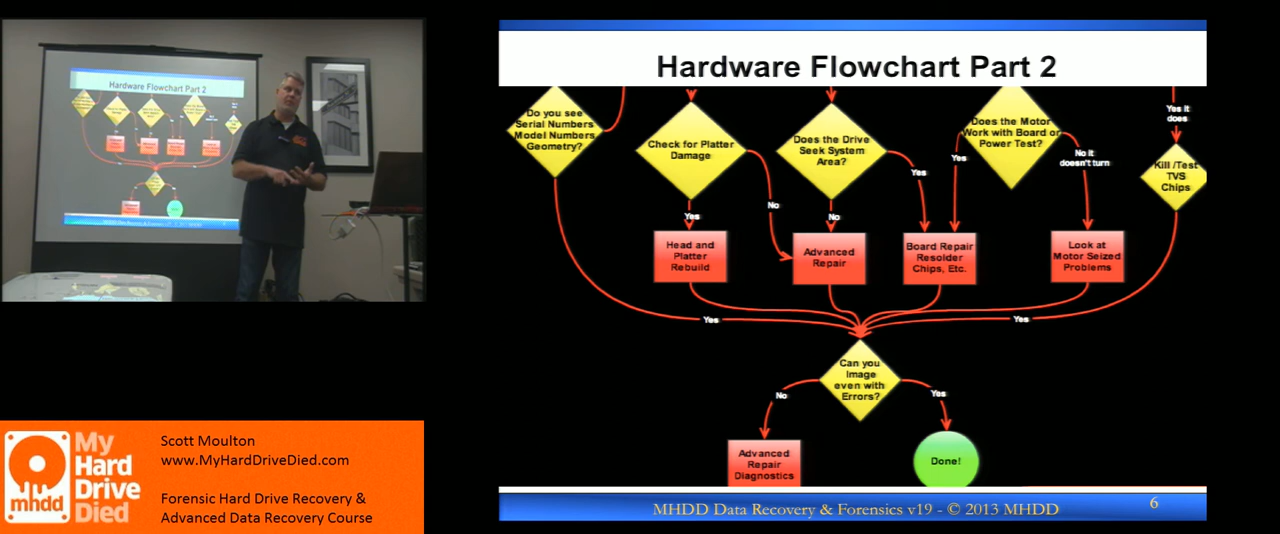 Hardware Flowchart Part 2
Hardware Flowchart Part 2
Do you see
Serial Numbers
Model Numbers
Geometry?
Check for Platter
Damage
Does the Drive
Seek System
Area?
Does the Motor
Work with Board or
Power Test?
Yes it
does
Kill /Test
TVS
Chips
Yes
No
No
Yes
Yes
No it
doesn't turn
Head and
Platter
Rebuild
Advanced
Repair
Board Repair
Resolder
Chips, Etc.
Look at
Motor Seized
Problems
Yes
Yes
Can you
Image
even with
Errors?
No
Yes
Advanced
Repair
Diagnostics
Done!
MHDD Data Recovery & Forensics v19 - © 2013 MHDD
6
My
Hard
Drive
Died
mhdd
Scott Moulton
www.MyHardDriveDied.com
Forensic Hard Drive Recovery &
Advanced Data Recovery Course